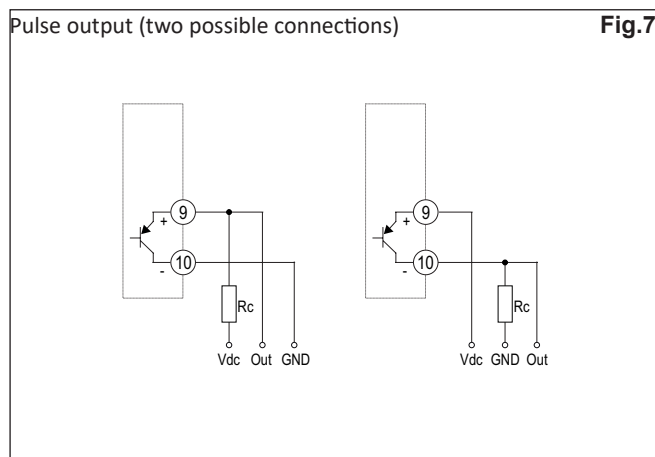 Pulse output (two possible connections) Fig.7
+ 9
- 10
Rc
Vdc Out GND
+ 9
- 10
Rc
Vdc GND Out